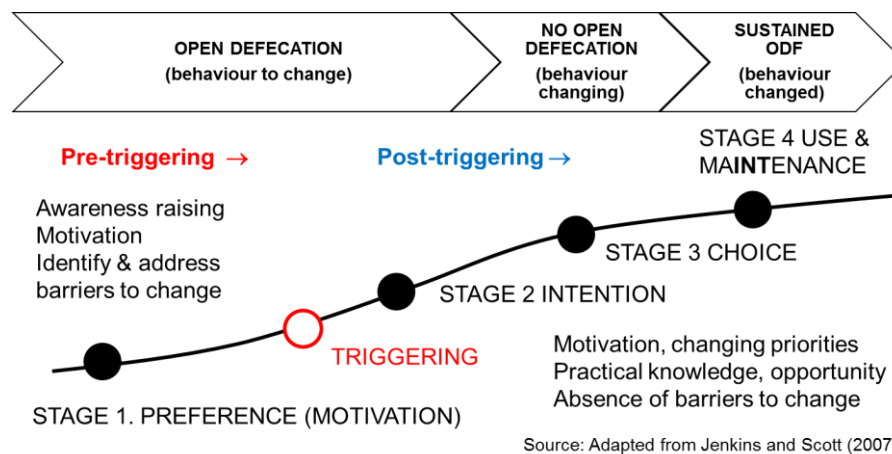 OPEN DEFECATION
(behaviour to change)
NO OPEN
DEFECATION
(behaviour
changing)
SUSTAINED
ODF
(behaviour
changed)
Pre-triggering →
Post-triggering →
STAGE 4 USE &
MAINTENANCE
Awareness raising
Motivation
Identify & address
barriers to change
STAGE 3 CHOICE
STAGE 2 INTENTION
TRIGGERING
Motivation, changing priorities
Practical knowledge, opportunity
Absence of barriers to change
STAGE 1. PREFERENCE (MOTIVATION)
Source: Adapted from Jenkins and Scott (2007